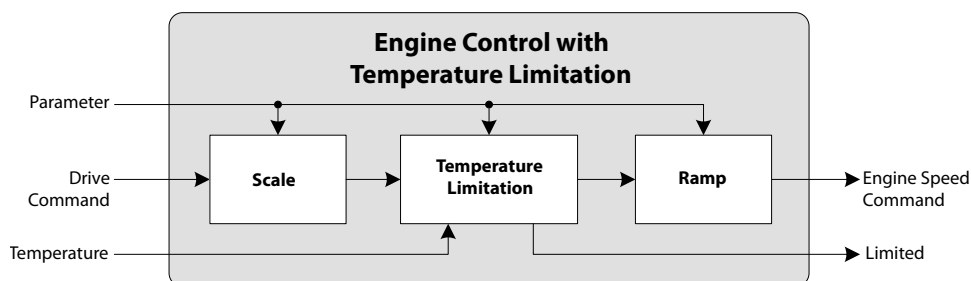 Engine Control with
Temperature Limitation
Parameter
Drive
Command
Scale
Temperature
Limitation
Ramp
Engine Speed
Command
Temperature
Limited